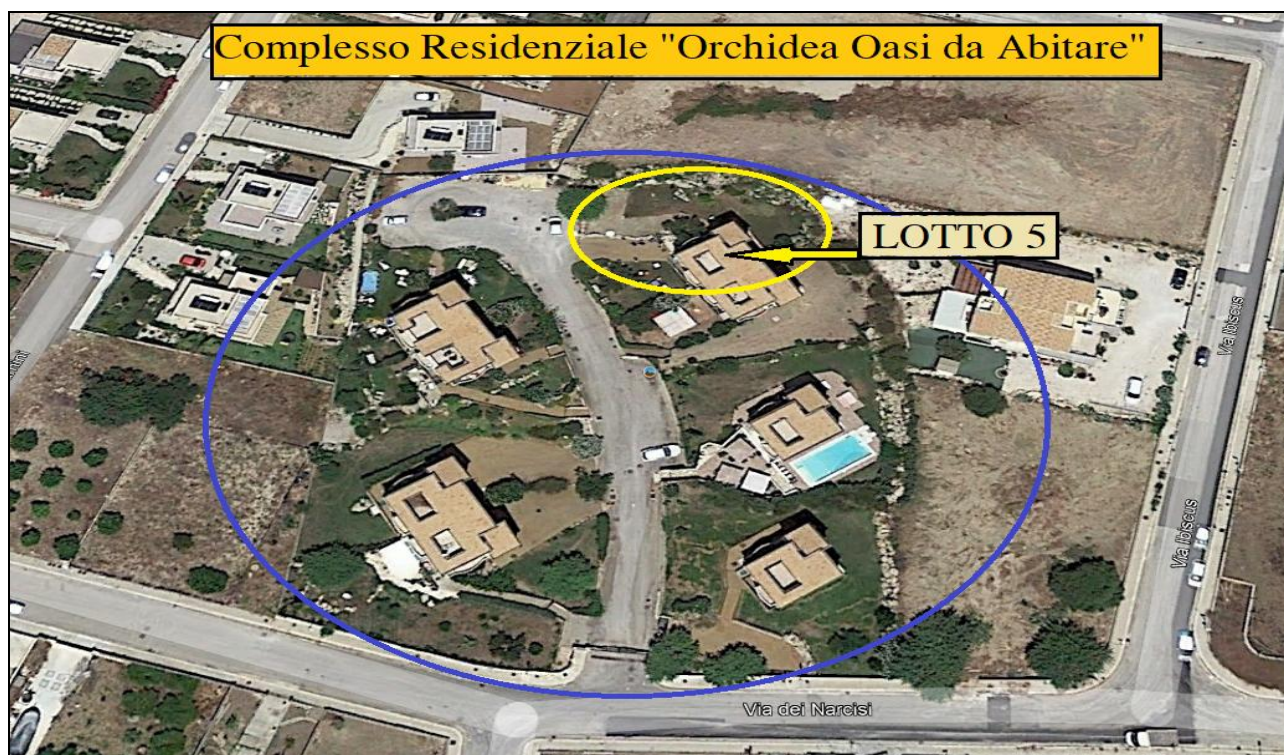 Complesso Residenziale "Orchidea Oasi da Abitare"
LOTTO 5
Via Ibiscus
Via Ibiscus
Via dei Narcisi